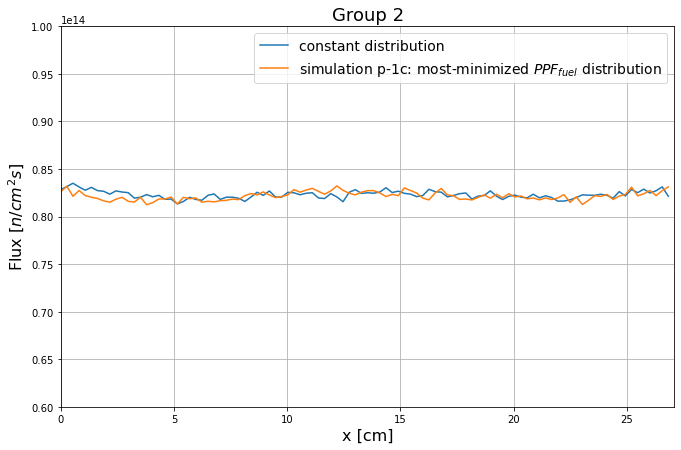 Group 2
1e14
1.00
0.95
0.90
0.85
0.80
0.75
0.70
0.65
0.60
Flux [n/cm²s]
constant distribution
simulation p-1c: most-minimized PPF_fuel distribution
0 5 10 15 20 25
x [cm]